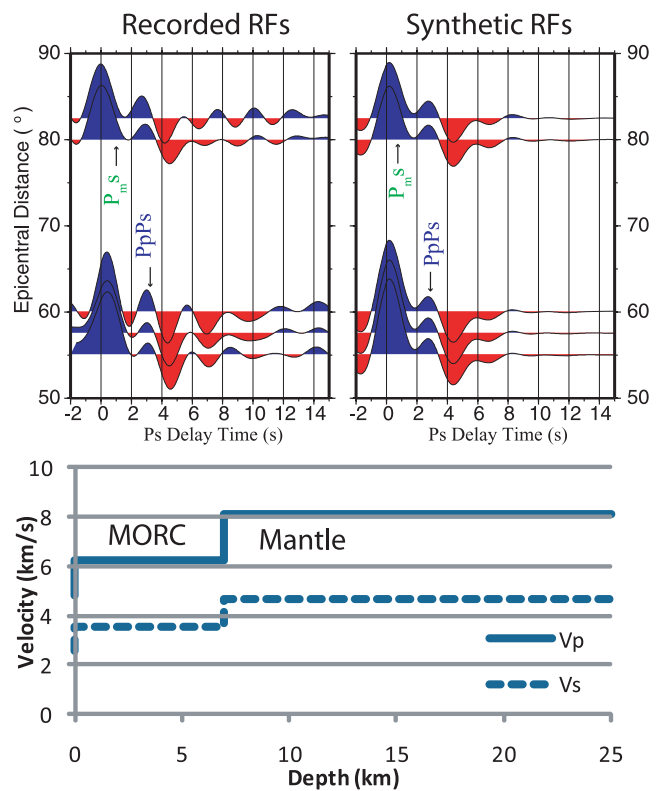 Recorded RFs
Synthetic RFs
Epicentral Distance (°)
90
80
70
60
50
PmS
PpPs
-2 0 2 4 6 8 10 12 14
Ps Delay Time (s)
90
80
70
60
50
PmS
PpPs
-2 0 2 4 6 8 10 12 14
Ps Delay Time (s)
Velocity (km/s)
10
8
6
4
2
0
MORC
Mantle
Vp
Vs
0 5 10 15 20 25
Depth (km)